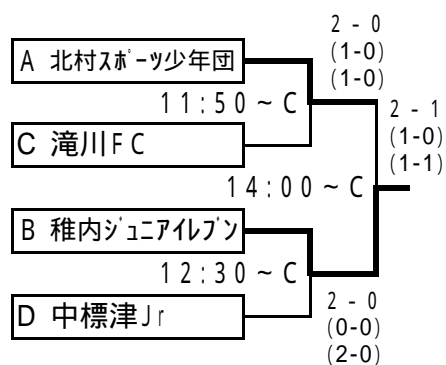 2 - 0
(1-0)
(1-0)
A 北村ｽﾎﾟｰﾂ少年団
11:50～C
2 - 1
(1-0)
(1-1)
C 滝川FC
14:00～C
B 稚内ｼﾞｭﾆｱｲﾚﾌﾞﾝ
12:30～C
D 中標津Jr
2 - 0
(0-0)
(2-0)